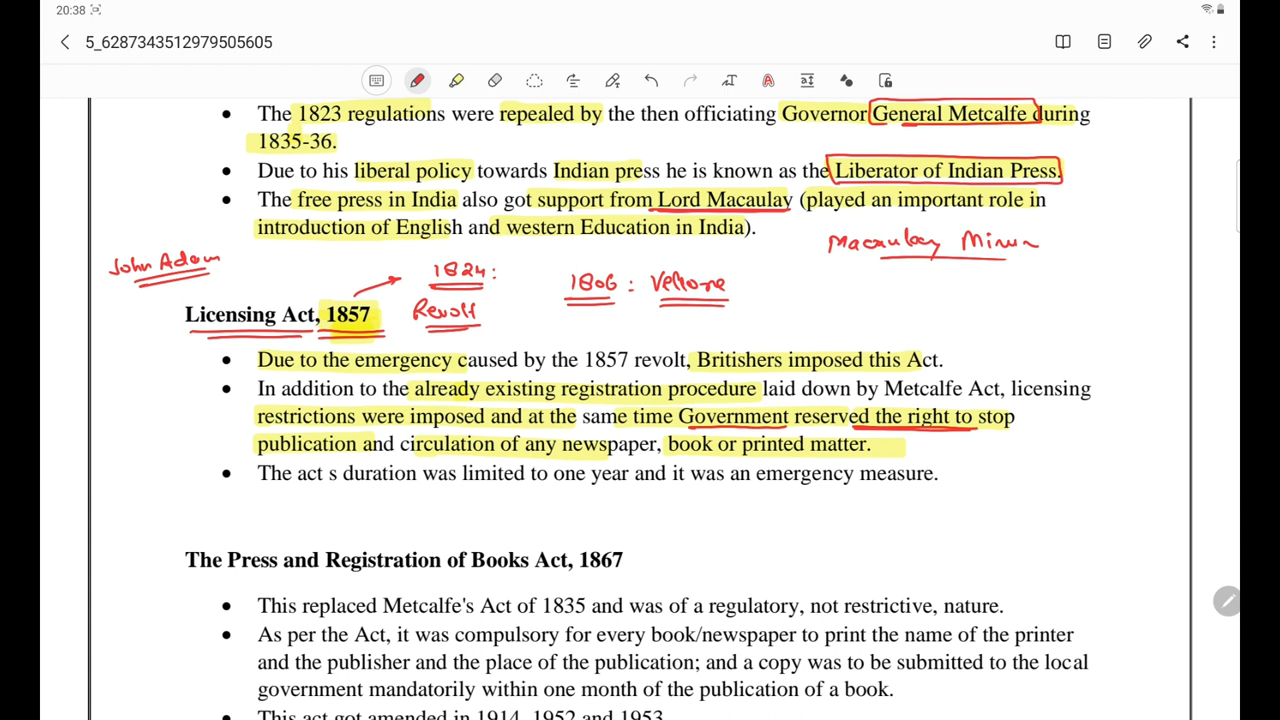 20:38
5_6287343512979505605
The 1823 regulations were repealed by the then officiating Governor General Metcalfe during
1835-36.
Due to his liberal policy towards Indian press he is known as the Liberator of Indian Press.
The free press in India also got support from Lord Macaulay (played an important role in
introduction of English and western Education in India).
Macaulay
John Adam
1824:
1806 :
Licensing Act, 1857
Revolt
Due to the emergency caused by the 1857 revolt, Britishers imposed this Act.
In addition to the already existing registration procedure laid down by Metcalfe Act, licensing
restrictions were imposed and at the same time Government reserved the right to stop
publication and circulation of any newspaper, book or printed matter.
The act s duration was limited to one year and it was an emergency measure.
The Press and Registration of Books Act, 1867
This replaced Metcalfe's Act of 1835 and was of a regulatory, not restrictive, nature.
As per the Act, it was compulsory for every book/newspaper to print the name of the printer
and the publisher and the place of the publication; and a copy was to be submitted to the local
government mandatorily within one month of the publication of a book.
This act got amended in 1914, 1952 and 1953.